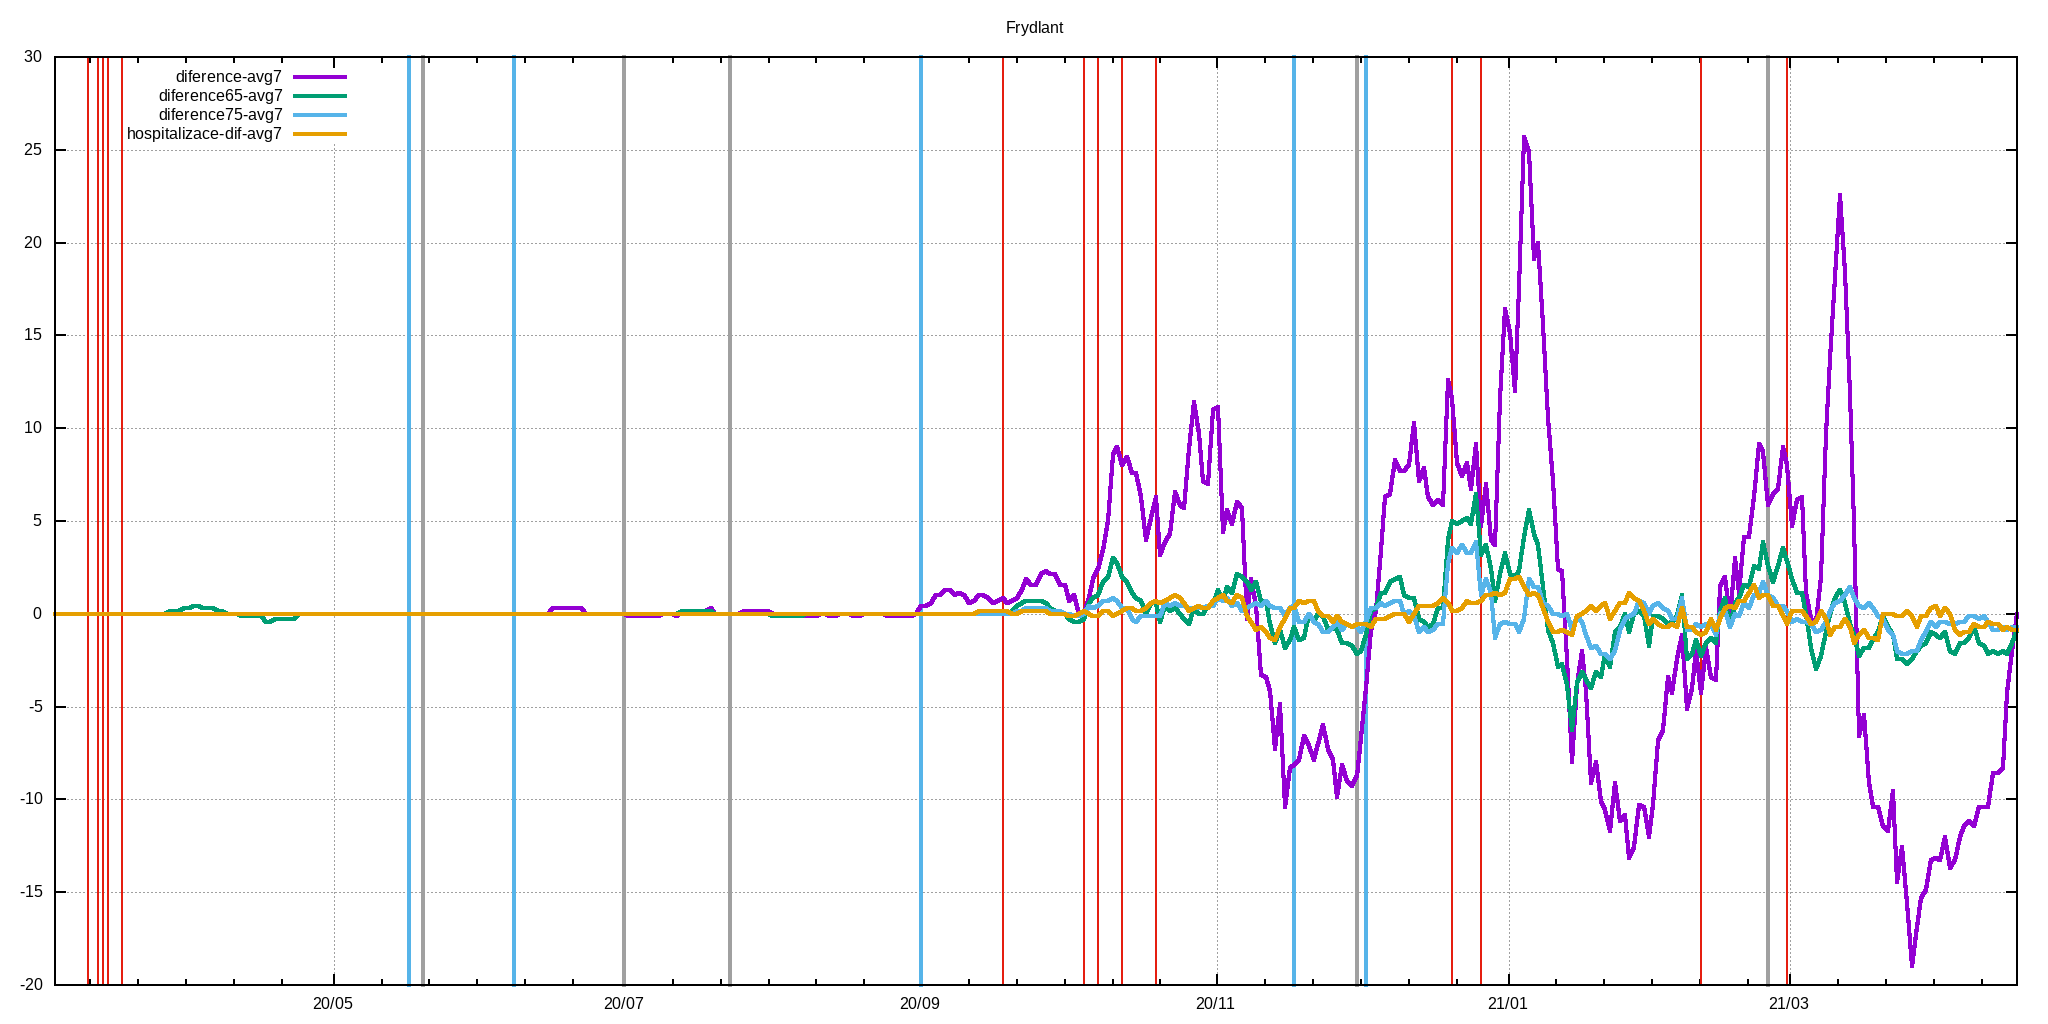 Frydlant
30
diference-avg7
diference65-avg7
diference75-avg7
hospitalizace-dif-avg7
25
20
15
10
5
0
-5
-10
-15
-20
20/05 20/07 20/09 20/11 21/01 21/03